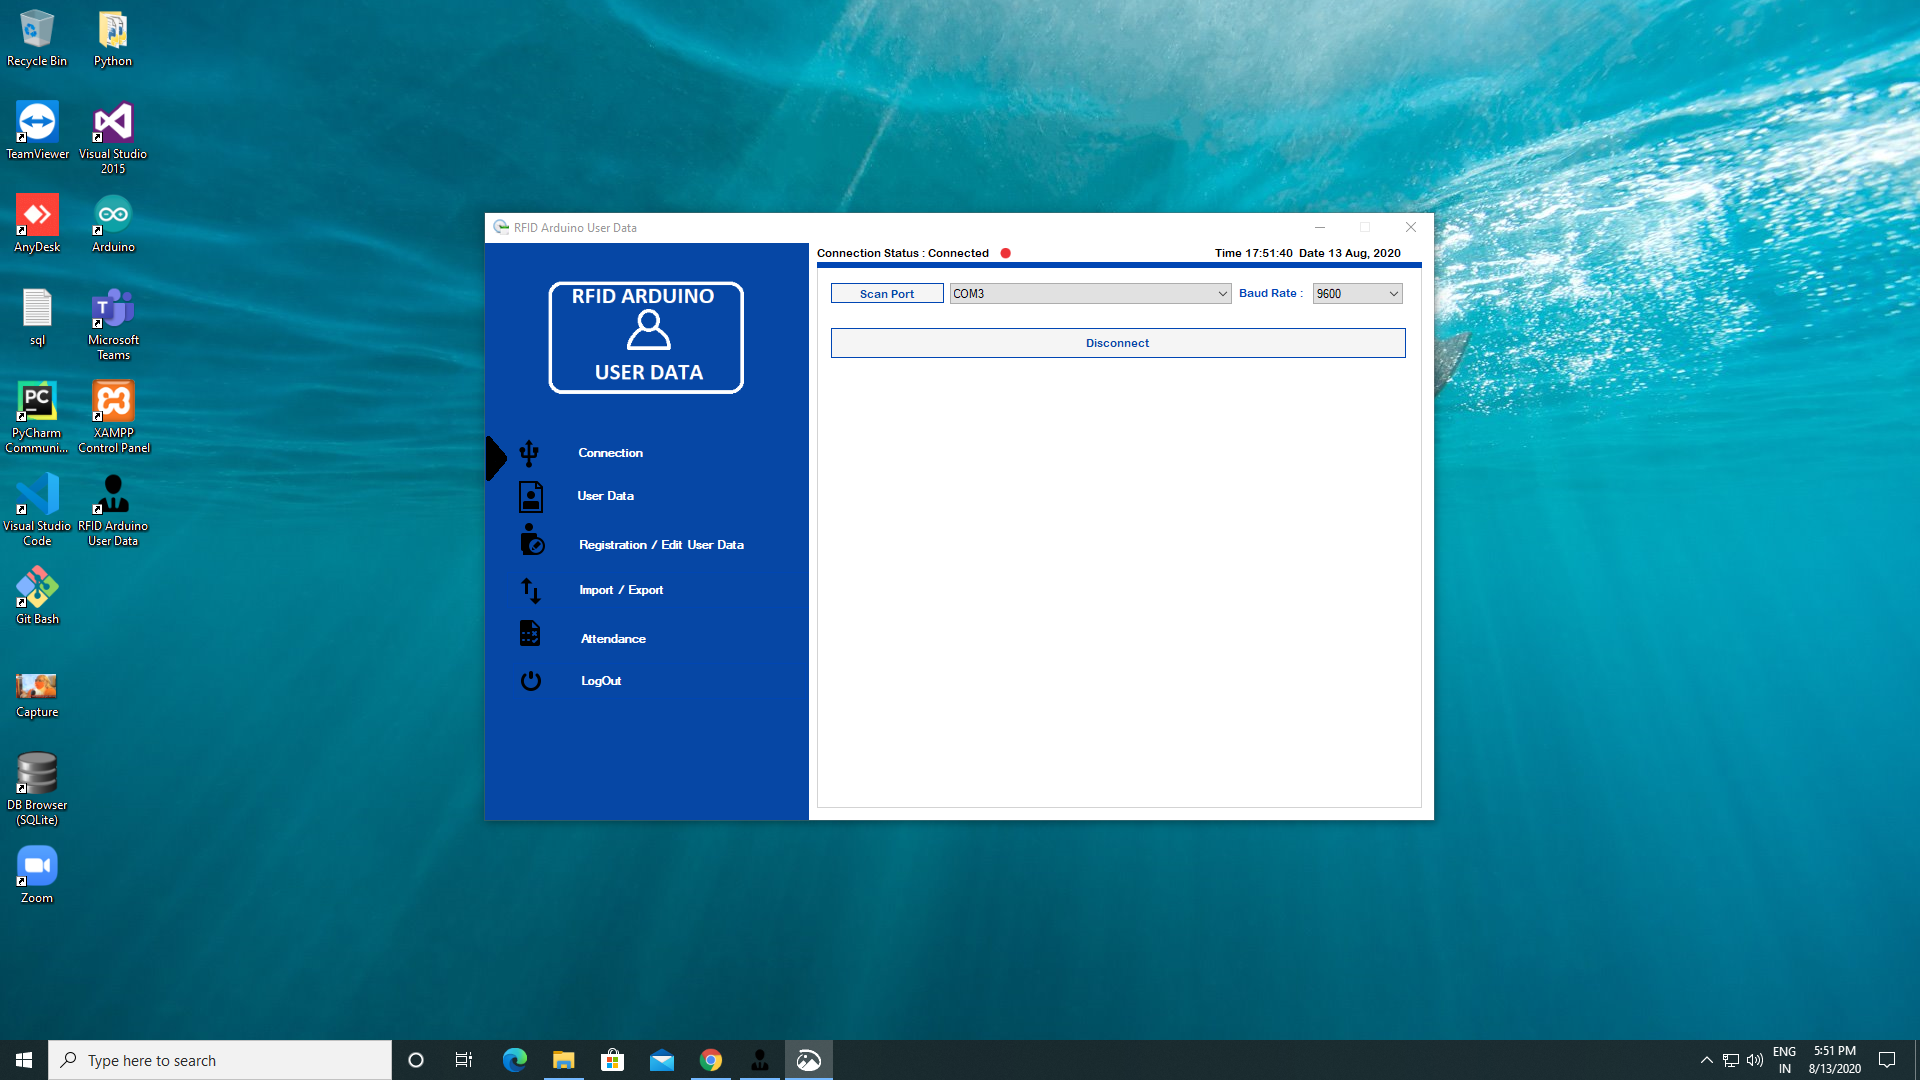 Recycle Bin
Python
TeamViewer
Visual Studio
2015
AnyDesk
Arduino
sql
Microsoft
Teams
PyCharm
Communi...
XAMPP
Control Panel
Visual Studio
Code
RFID Arduino
User Data
Git Bash
Capture
DB Browser
(SQLite)
Zoom
RFID Arduino User Data
RFID ARDUINO
USER DATA
Connection
User Data
Registration / Edit User Data
Import / Export
Attendance
LogOut
Connection Status : Connected
Time 17:51:40 Date 13 Aug, 2020
Scan Port
COM3
Baud Rate :
9600
Disconnect
Type here to search
ENG
IN
5:51 PM
8/13/2020